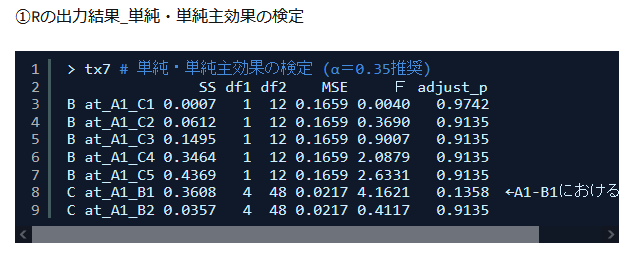 ①Rの出力結果_単純・単純主効果の検定
1 > tx7 # 単純・単純主効果の検定 (α＝0.35推奨)
2 SS df1 df2 MSE F adjust_p
3 B at_A1_C1 0.0007 1 12 0.1659 0.0040 0.9742
4 B at_A1_C2 0.0612 1 12 0.1659 0.3690 0.9135
5 B at_A1_C3 0.1495 1 12 0.1659 0.9007 0.9135
6 B at_A1_C4 0.3464 1 12 0.1659 2.0879 0.9135
7 B at_A1_C5 0.4369 1 12 0.1659 2.6331 0.9135
8 C at_A1_B1 0.3608 4 48 0.0217 4.1621 0.1358 ←A1-B1における
9 C at_A1_B2 0.0357 4 48 0.0217 0.4117 0.9135